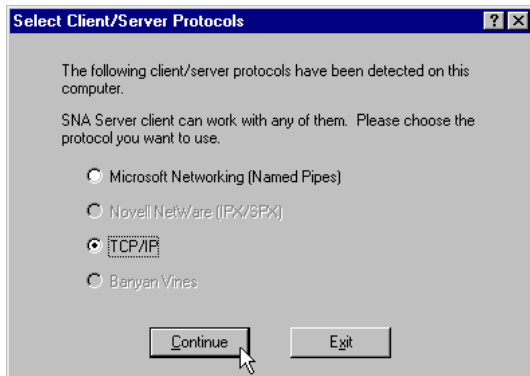 Select Client/Server Protocols
The following client/server protocols have been detected on this
computer.
SNA Server client can work with any of them. Please choose the
protocol you want to use.
Microsoft Networking (Named Pipes)
Novell NetWare (IPX/SPX)
TCP/IP
Banyan Vines
Continue
Exit